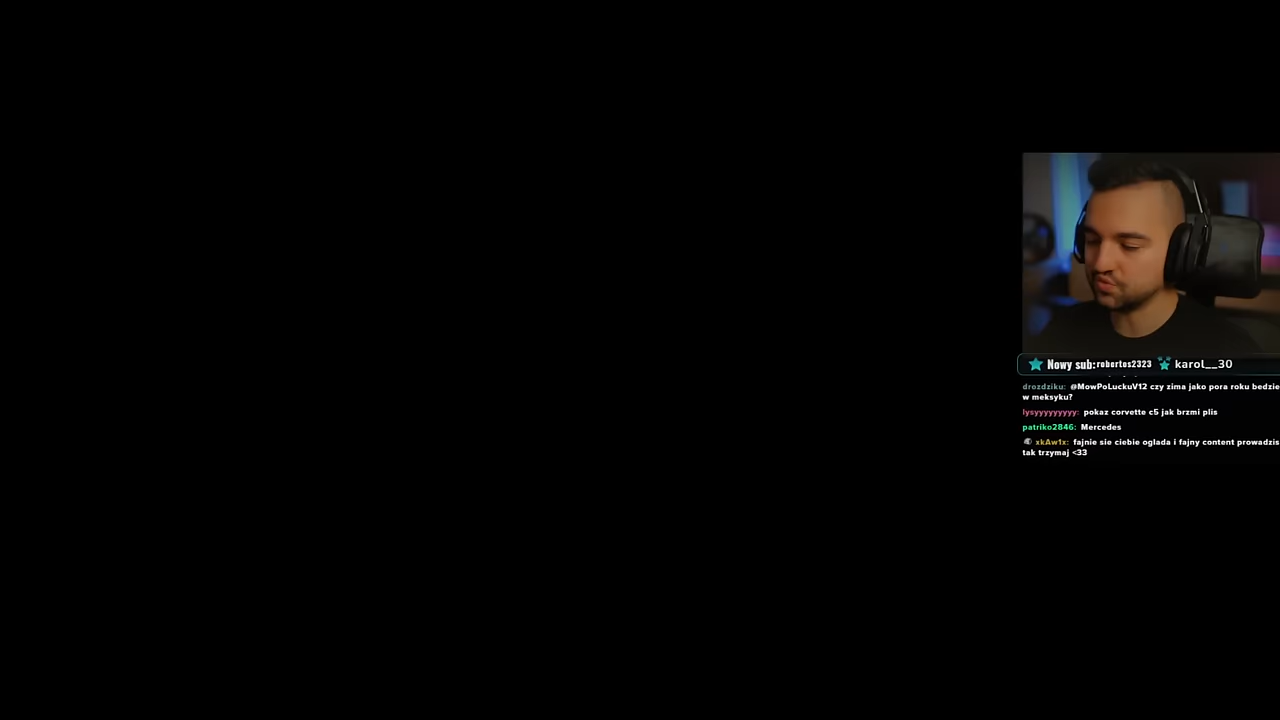 Nowy sub: robertos2323 karol__30
drozdziku: @MowPoLuckuV12 czy zima jako pora roku bedzie
w meksyku?
lysyyyyyyyyy: pokaz corvette c5 jak brzmi plis
patriko2846: Mercedes
xkAw1x: fajnie sie ciebie oglada i fajny content prowadzis
tak trzymaj <33